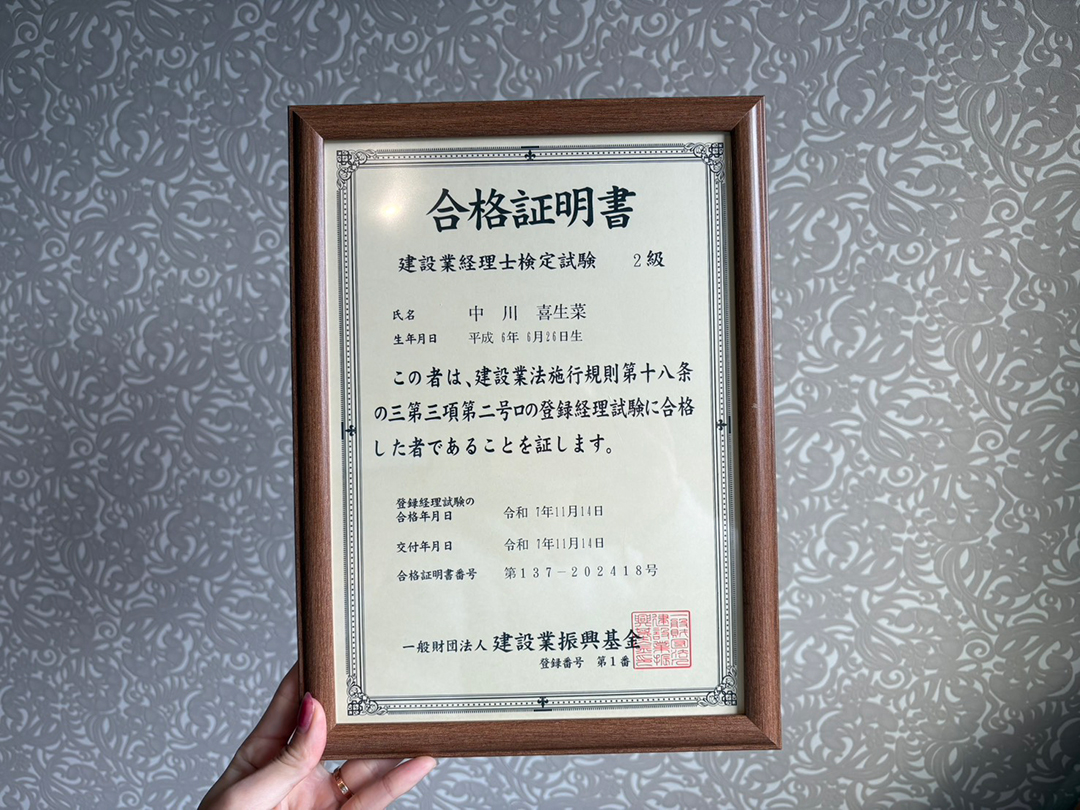 合格証明書
建設業経理士検定試験 2級
氏名 中川 喜生菜
生年月日 平成 6年 6月26日生
この者は、建設業法施行規則第十八条
の三第三項第二号ロの登録経理試験に合格
した者であることを証します。
登録経理試験の
合格年月日 令和 7年11月14日
交付年月日 令和 7年11月14日
合格証明書番号 第137-202418号
一般財団法人 建設業振興基金
登録番号 第1番